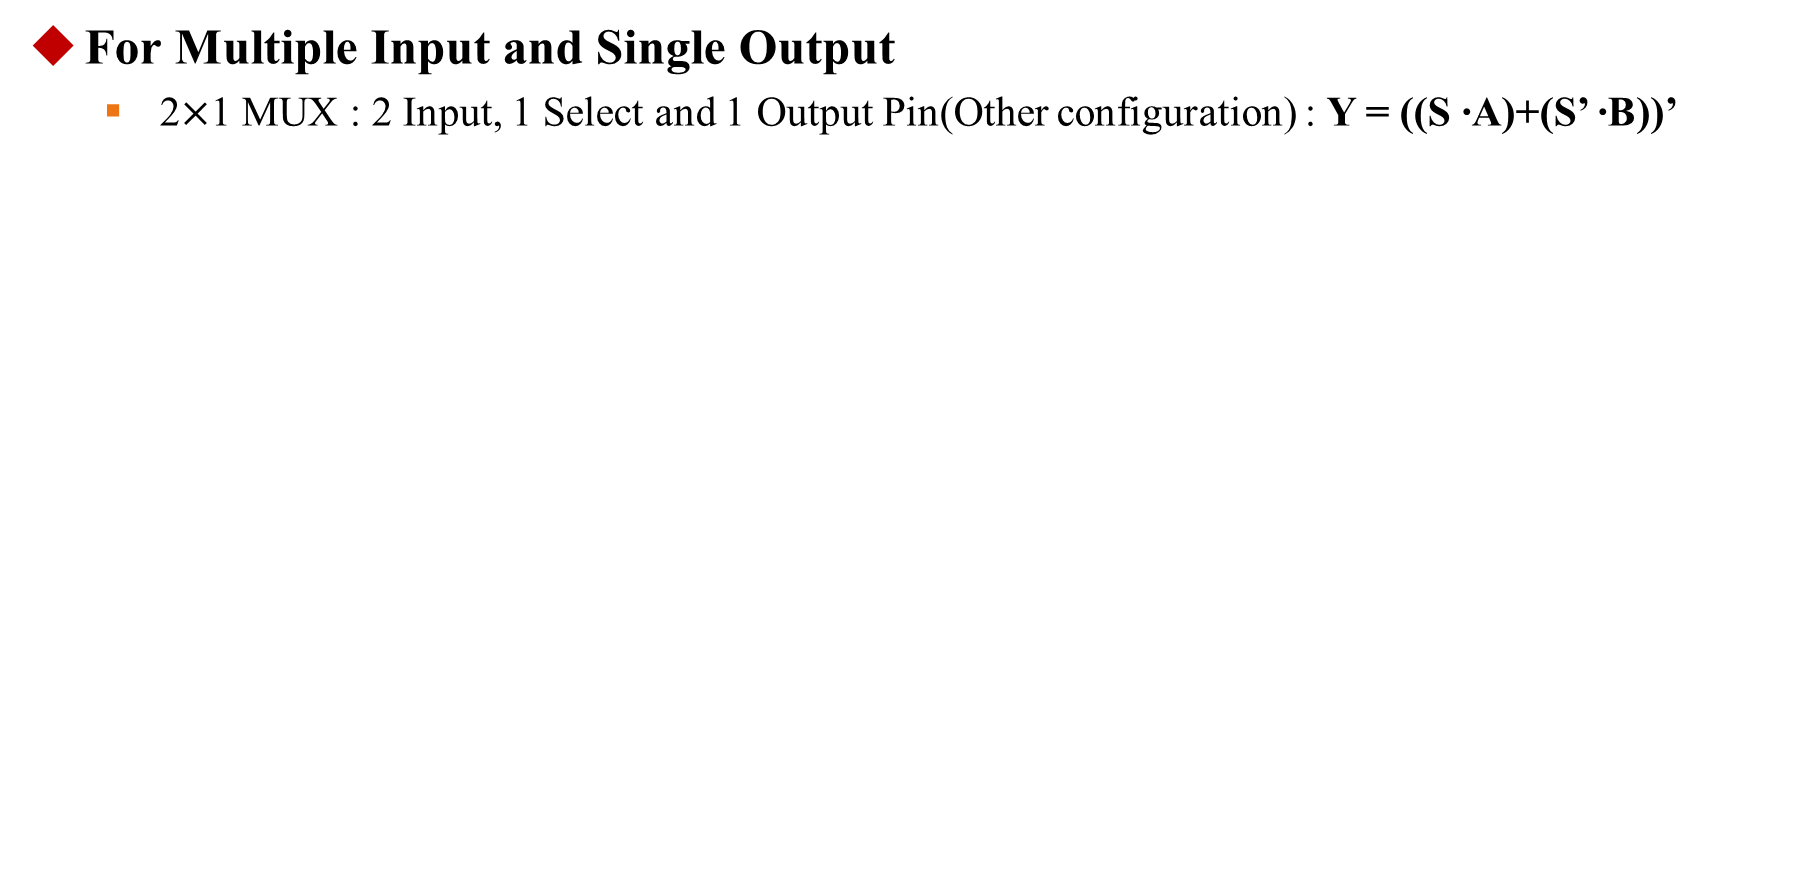 For Multiple Input and Single Output
2×1 MUX : 2 Input, 1 Select and 1 Output Pin(Other configuration) : Y = ((S ·A)+(S’ ·B))’